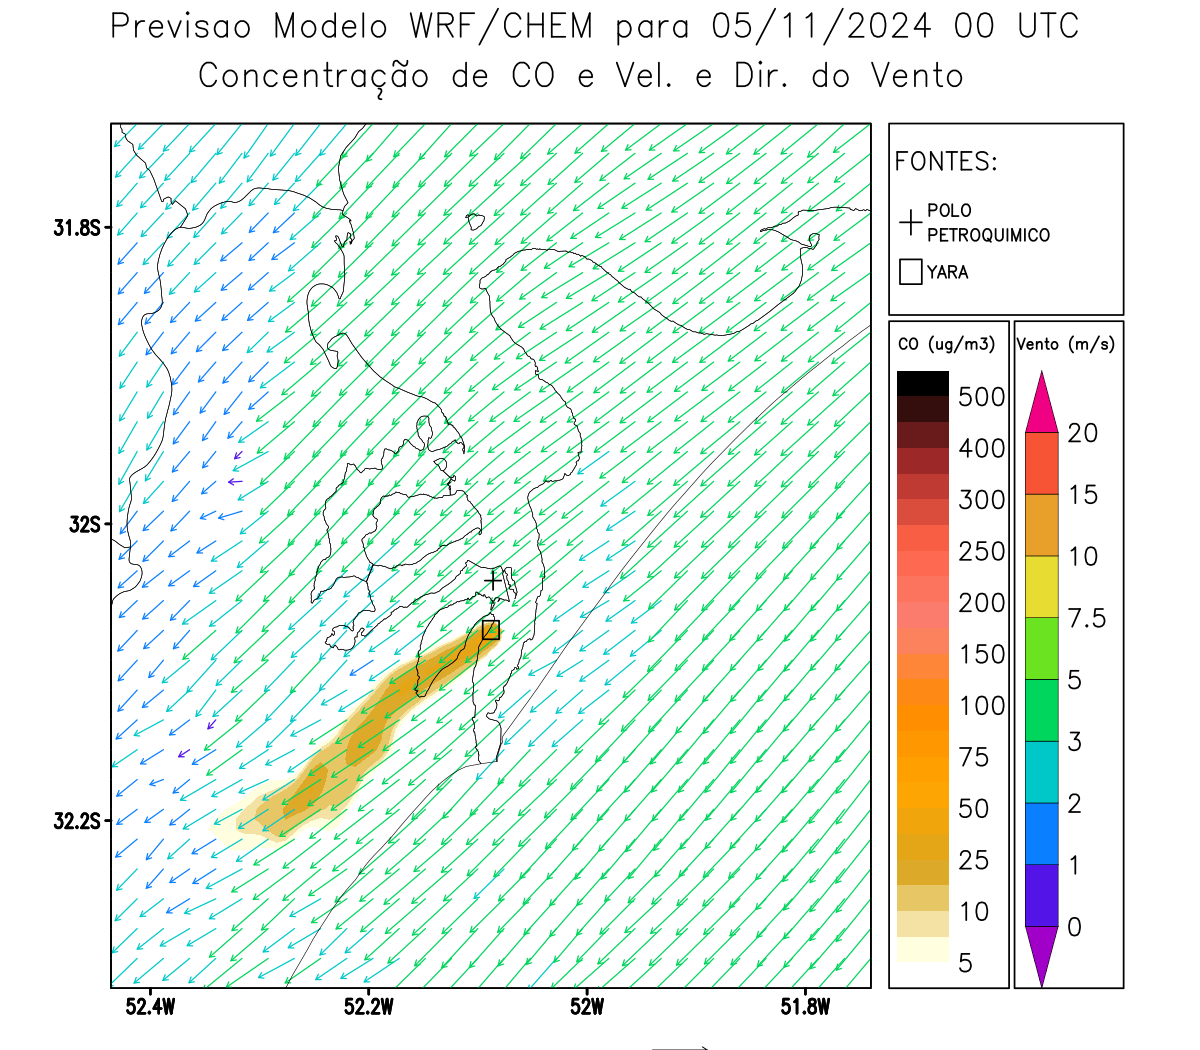 Previsao Modelo WRF/CHEM para 05/11/2024 00 UTC
Concentração de CO e Vel. e Dir. do Vento
FONTES:
POLO
PETROQUIMICO
YARA
31.8S
32S
32.2S
52.4W
52.2W
52W
51.8W
CO (ug/m3)
500
400
300
250
200
150
100
75
50
25
10
5
Vento (m/s)
20
15
10
7.5
5
3
2
1
0